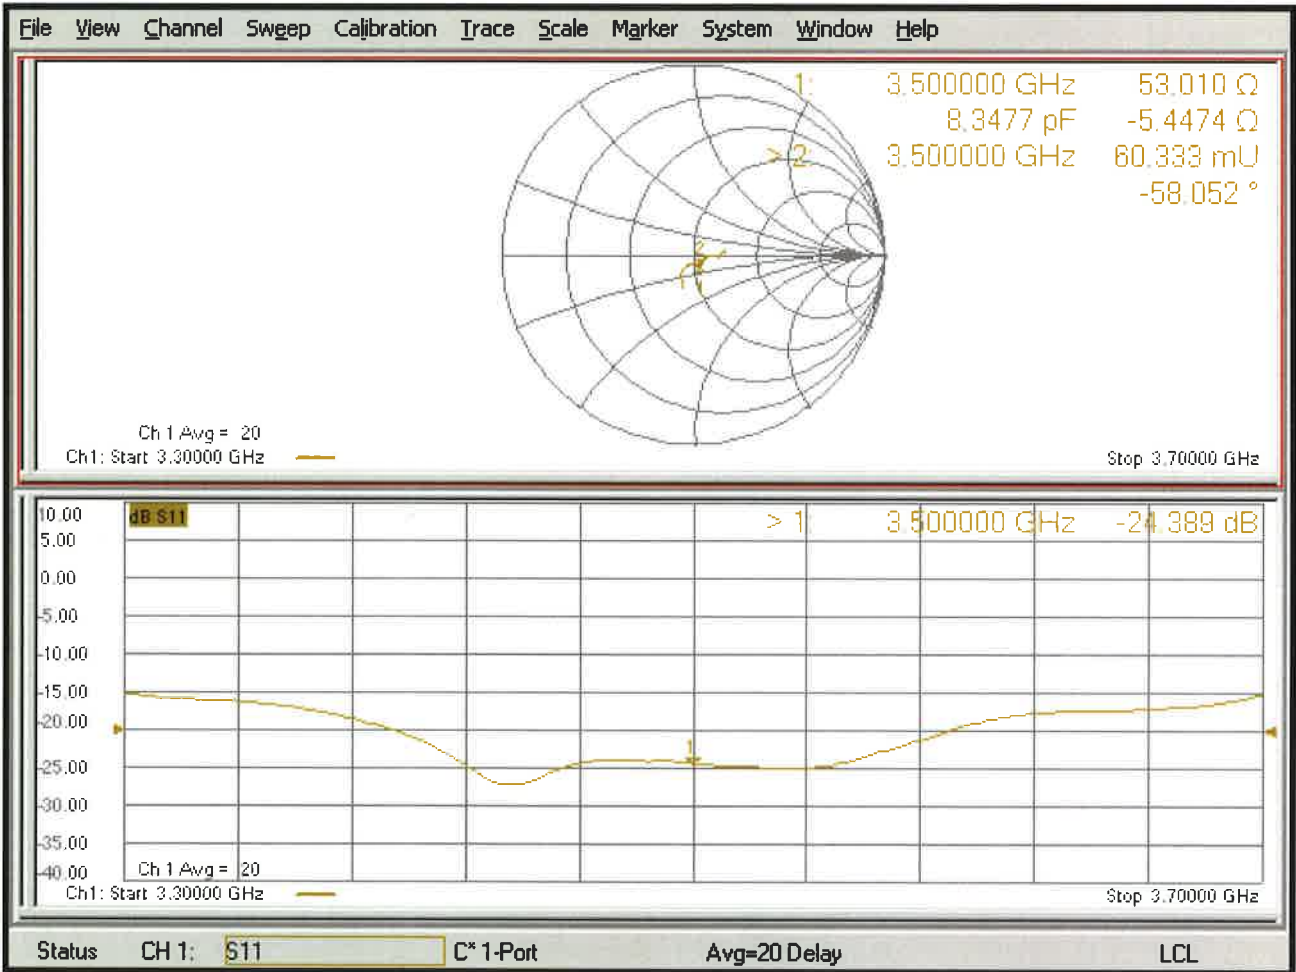 File View Channel Sweep Calibration Trace Scale Marker System Window Help
1: 3.500000 GHz 53.010 Ω
8.3477 pF -5.4474 Ω
> 2: 3.500000 GHz 60.333 mU
-58.052 °
2
1
Ch 1 Avg = 20
Ch1: Start 3.30000 GHz
Stop 3.70000 GHz
10.00
dB S11
> 1: 3.500000 GHz -24.389 dB
5.00
0.00
-5.00
-10.00
-15.00
-20.00
1
-25.00
-30.00
-35.00
-40.00
Ch 1 Avg = 20
Ch1: Start 3.30000 GHz
Stop 3.70000 GHz
Status CH 1: S11 C* 1-Port Avg=20 Delay LCL